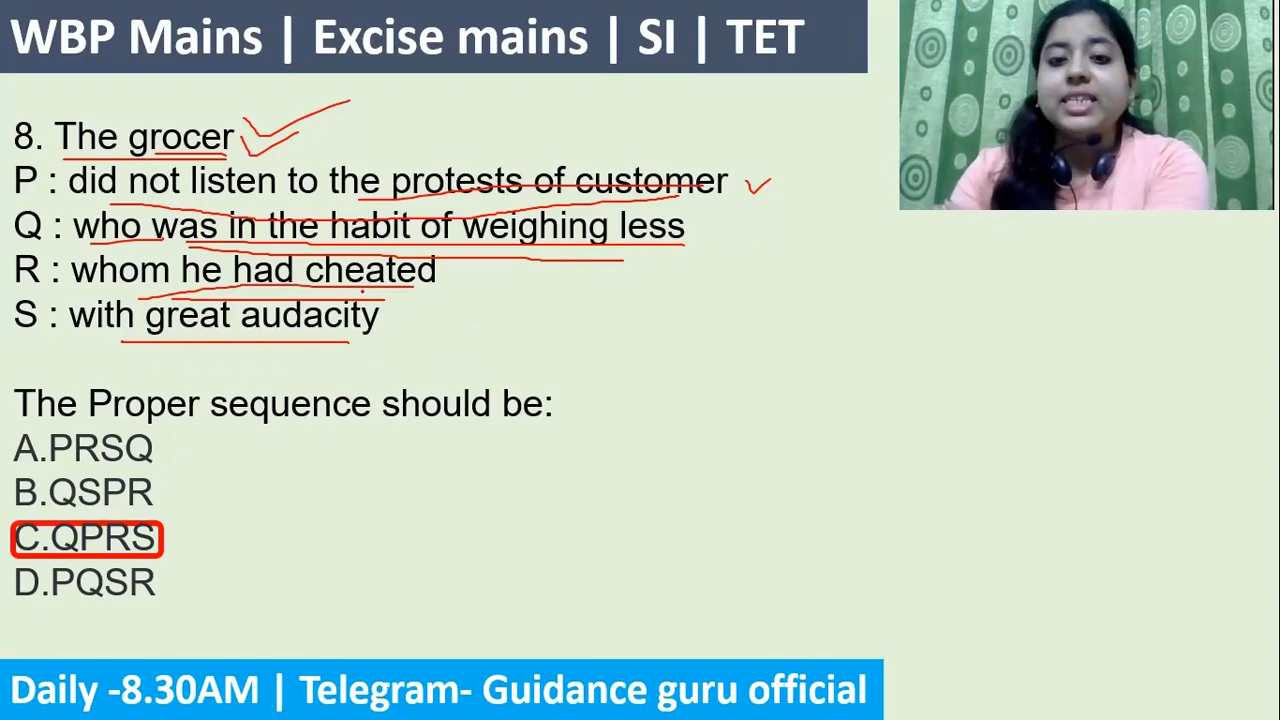 WBP Mains | Excise mains | SI | TET
8. The grocer
P : did not listen to the protests of customer
Q : who was in the habit of weighing less
R : whom he had cheated
S : with great audacity
The Proper sequence should be:
A.PRSQ
B.QSPR
C.QPRS
D.PQSR
Daily -8.30AM | Telegram- Guidance guru official